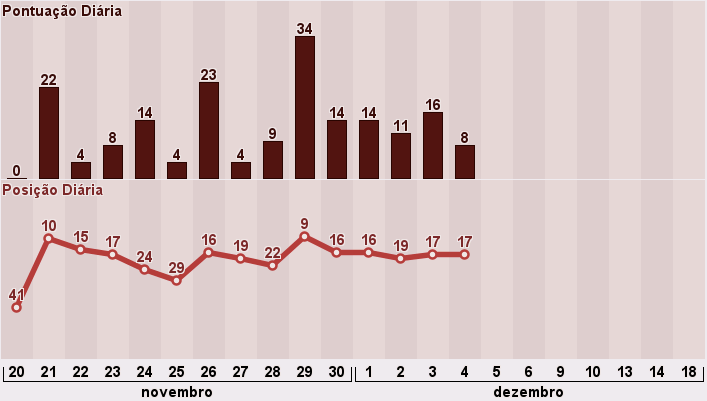 Pontuação Diária
0 22 4 8 14 4 23 4 9 34 14 14 11 16 8
Posição Diária
41 10 15 17 24 29 16 19 22 9 16 16 19 17 17
20 21 22 23 24 25 26 27 28 29 30 1 2 3 4 5 6 9 10 13 14 18
novembro dezembro